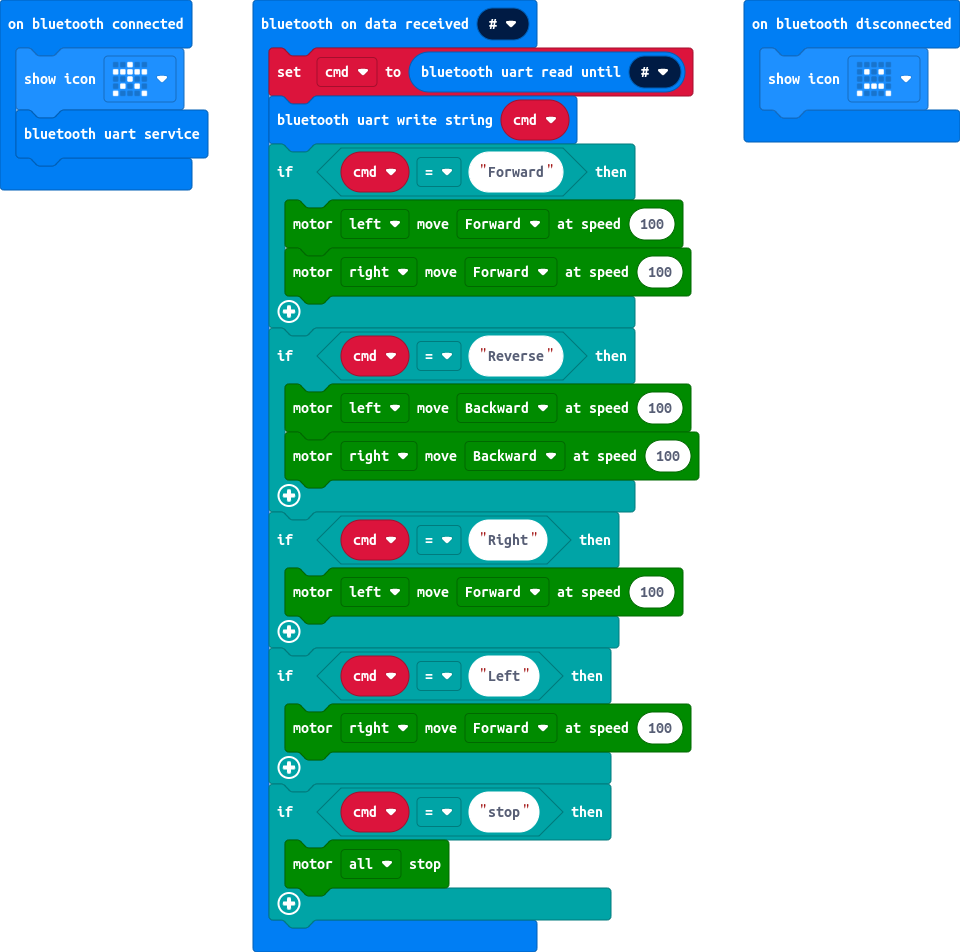 on bluetooth connected
show icon
bluetooth uart service
bluetooth on data received #
set cmd to bluetooth uart read until #
bluetooth uart write string cmd
if cmd = "Forward" then
motor left move Forward at speed 100
motor right move Forward at speed 100
if cmd = "Reverse" then
motor left move Backward at speed 100
motor right move Backward at speed 100
if cmd = "Right" then
motor left move Forward at speed 100
if cmd = "Left" then
motor right move Forward at speed 100
if cmd = "stop" then
motor all stop
on bluetooth disconnected
show icon